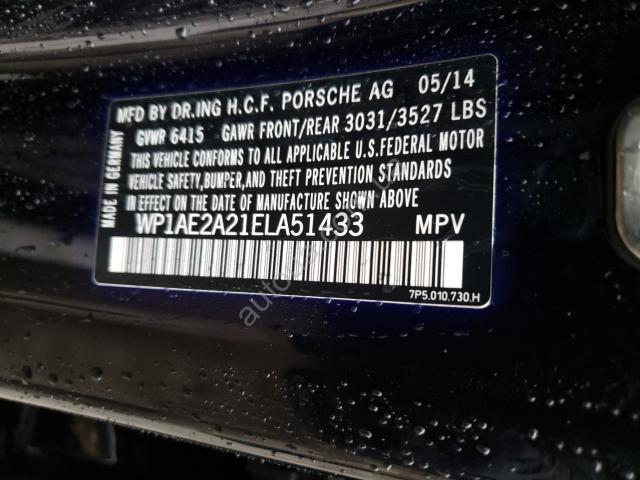 MFD BY DR.ING H.C.F. PORSCHE AG 05/14
GVWR 6415 GAWR FRONT/REAR 3031/3527 LBS
THIS VEHICLE CONFORMS TO ALL APPLICABLE U.S.FEDERAL MOTOR
VEHICLE SAFETY, BUMPER, AND THEFT PREVENTION STANDARDS
IN EFFECT ON THE DATE OF MANUFACTURE SHOWN ABOVE
MADE IN GERMANY
WP1AE2A21ELA51433 MPV
7P5.010.730.H